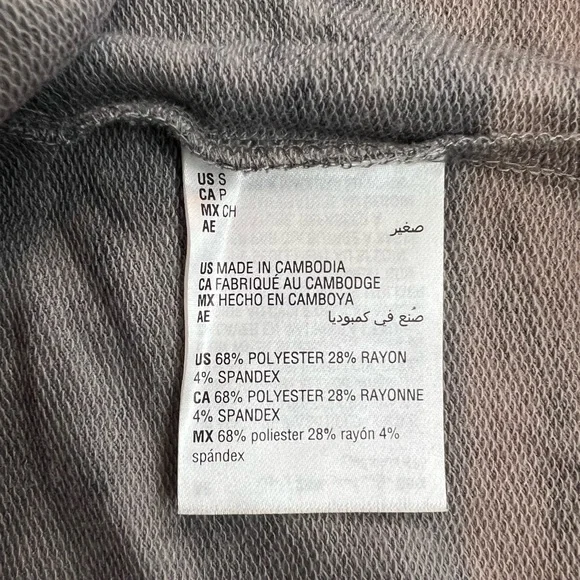 US S
CA P
MX CH
AE صغير
US MADE IN CAMBODIA
CA FABRIQUÉ AU CAMBODGE
MX HECHO EN CAMBOYA
AE صُنع في كمبوديا
US 68% POLYESTER 28% RAYON
4% SPANDEX
CA 68% POLYESTER 28% RAYONNE
4% SPANDEX
MX 68% poliester 28% rayón 4%
spándex